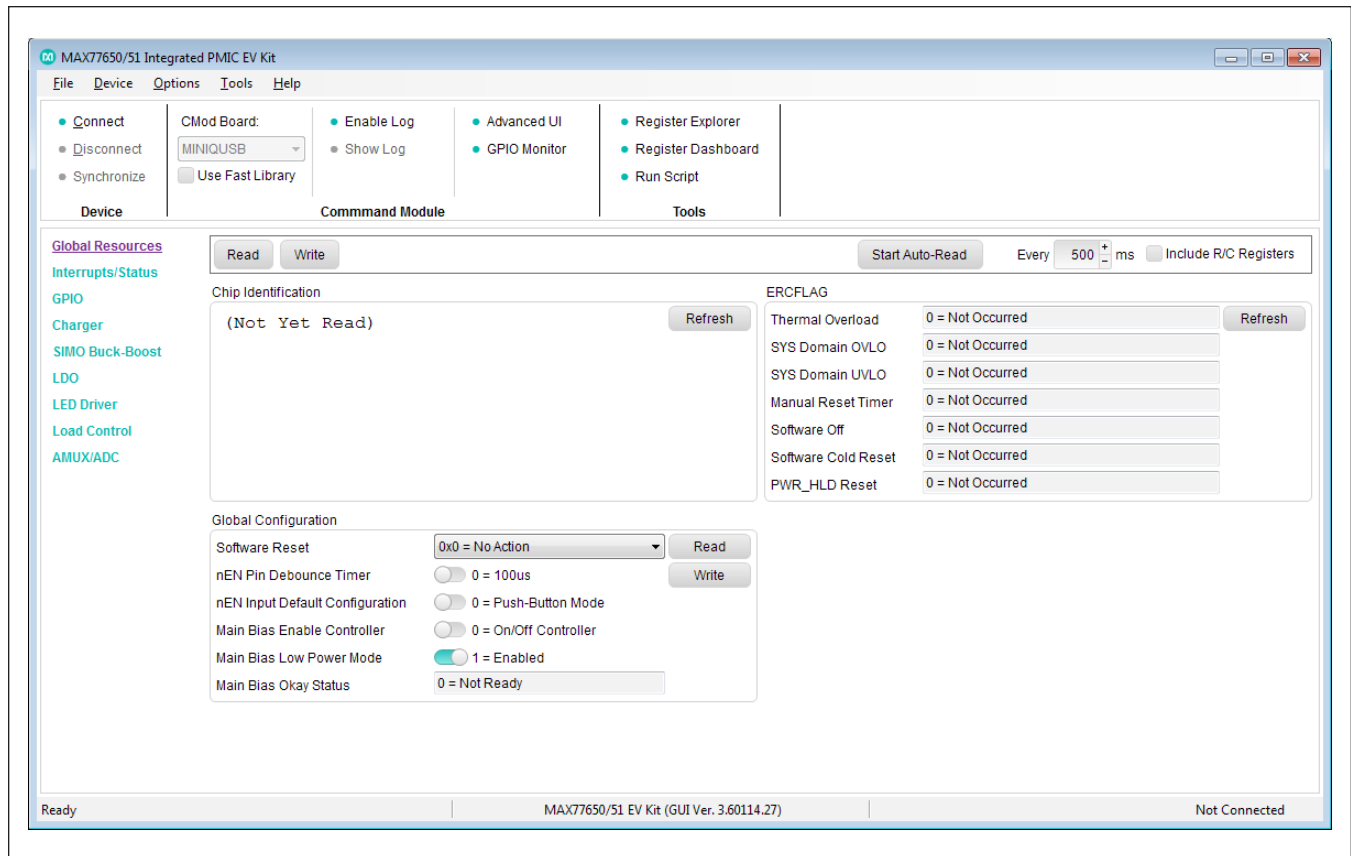 MAX77650/51 Integrated PMIC EV Kit
File Device Options Tools Help
Connect
Disconnect
Synchronize
Device
CMod Board:
MINIQUSB
Use Fast Library
Enable Log
Show Log
Advanced UI
GPIO Monitor
Commmand Module
Register Explorer
Register Dashboard
Run Script
Tools
Global Resources
Interrupts/Status
GPIO
Charger
SIMO Buck-Boost
LDO
LED Driver
Load Control
AMUX/ADC
Read Write Start Auto-Read Every 500 + - ms Include R/C Registers
Chip Identification
(Not Yet Read) Refresh
ERCFLAG
Thermal Overload 0 = Not Occurred Refresh
SYS Domain OVLO 0 = Not Occurred
SYS Domain UVLO 0 = Not Occurred
Manual Reset Timer 0 = Not Occurred
Software Off 0 = Not Occurred
Software Cold Reset 0 = Not Occurred
PWR_HLD Reset 0 = Not Occurred
Global Configuration
Software Reset 0x0 = No Action Read
nEN Pin Debounce Timer 0 = 100us Write
nEN Input Default Configuration 0 = Push-Button Mode
Main Bias Enable Controller 0 = On/Off Controller
Main Bias Low Power Mode 1 = Enabled
Main Bias Okay Status 0 = Not Ready
Ready MAX77650/51 EV Kit (GUI Ver. 3.60114.27) Not Connected